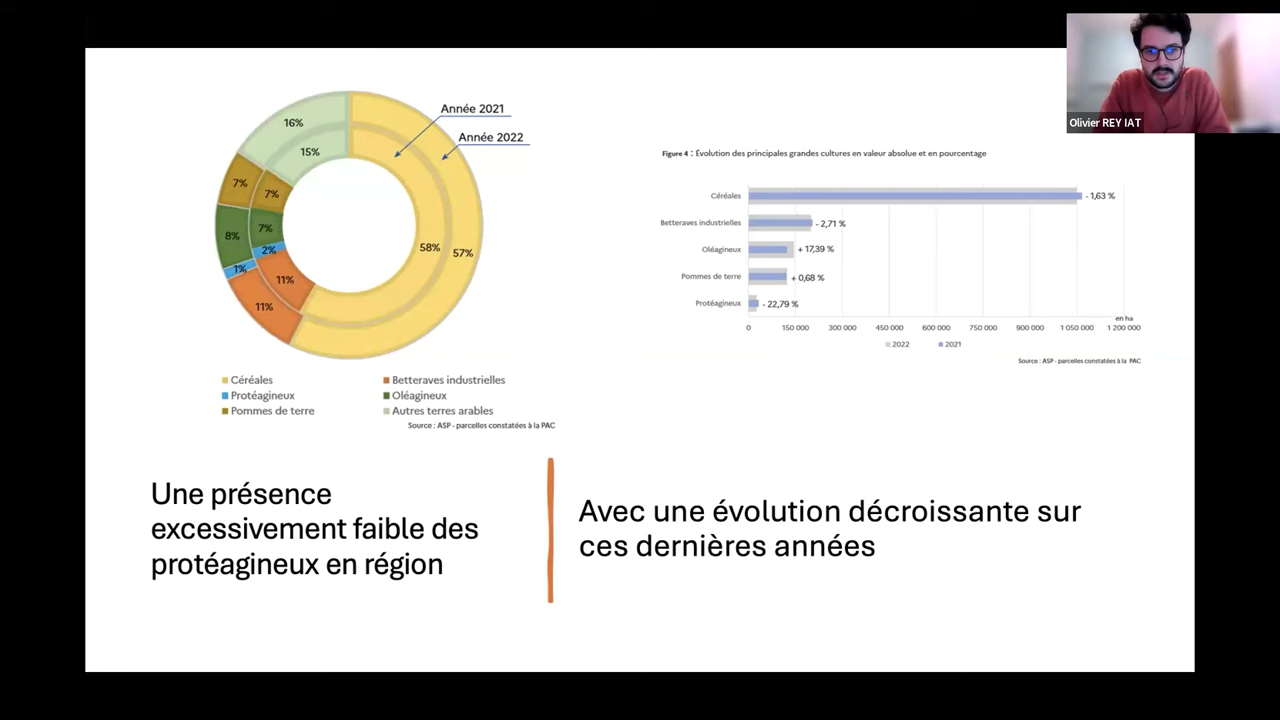 Olivier REY IAT
Année 2021
Année 2022
16%
15%
7%
7%
8%
7%
1%
2%
11%
11%
58%
57%
Céréales
Betteraves industrielles
Protéagineux
Oléagineux
Pommes de terre
Autres terres arables
Source : ASP - parcelles constatées à la PAC
Figure 4 : Évolution des principales grandes cultures en valeur absolue et en pourcentage
Céréales
- 1,63 %
Betteraves industrielles
- 2,71 %
Oléagineux
+ 17,39 %
Pommes de terre
+ 0,68 %
Protéagineux
- 22,79 %
en ha
0 150 000 300 000 450 000 600 000 750 000 900 000 1 050 000 1 200 000
2022 2021
Source : ASP - parcelles constatées à la PAC
Une présence
excessivement faible des
protéagineux en région
Avec une évolution décroissante sur
ces dernières années